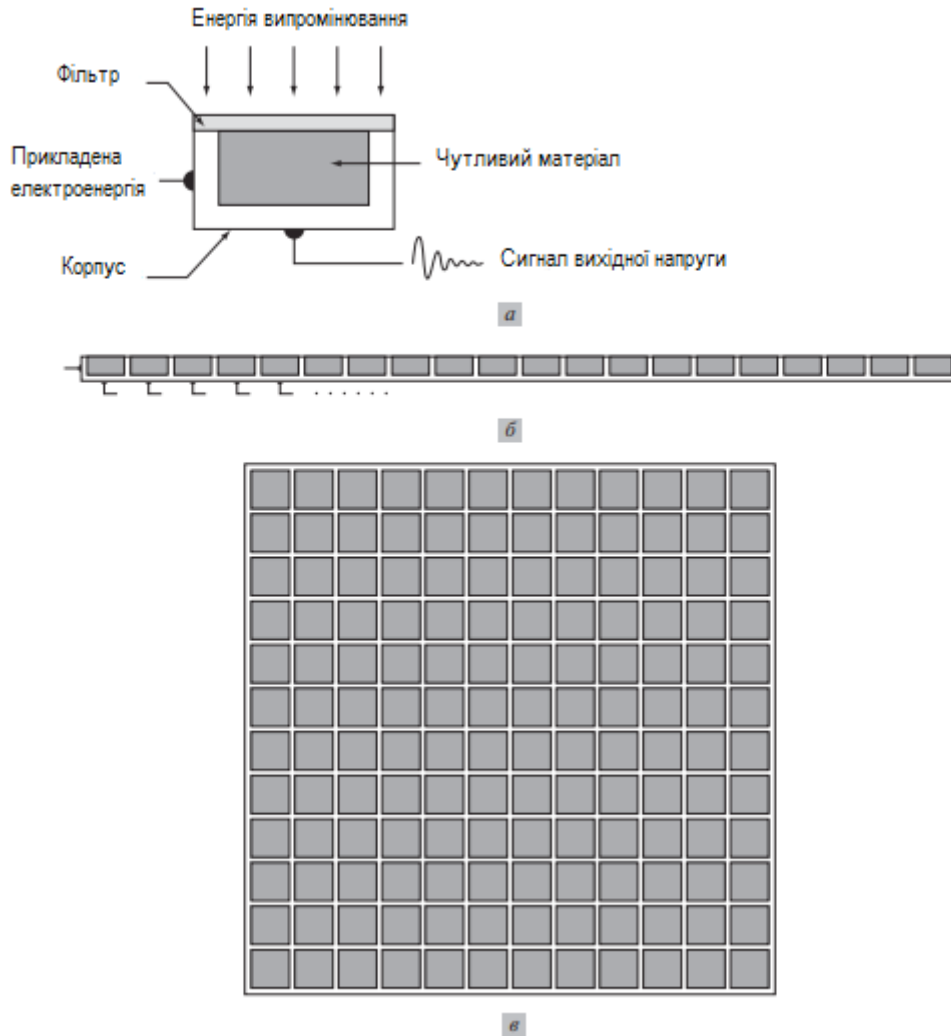 Енергія випромінювання
Фільтр
Прикладена
електроенергія
Чутливий матеріал
Корпус
Сигнал вихідної напруги
а
б
в